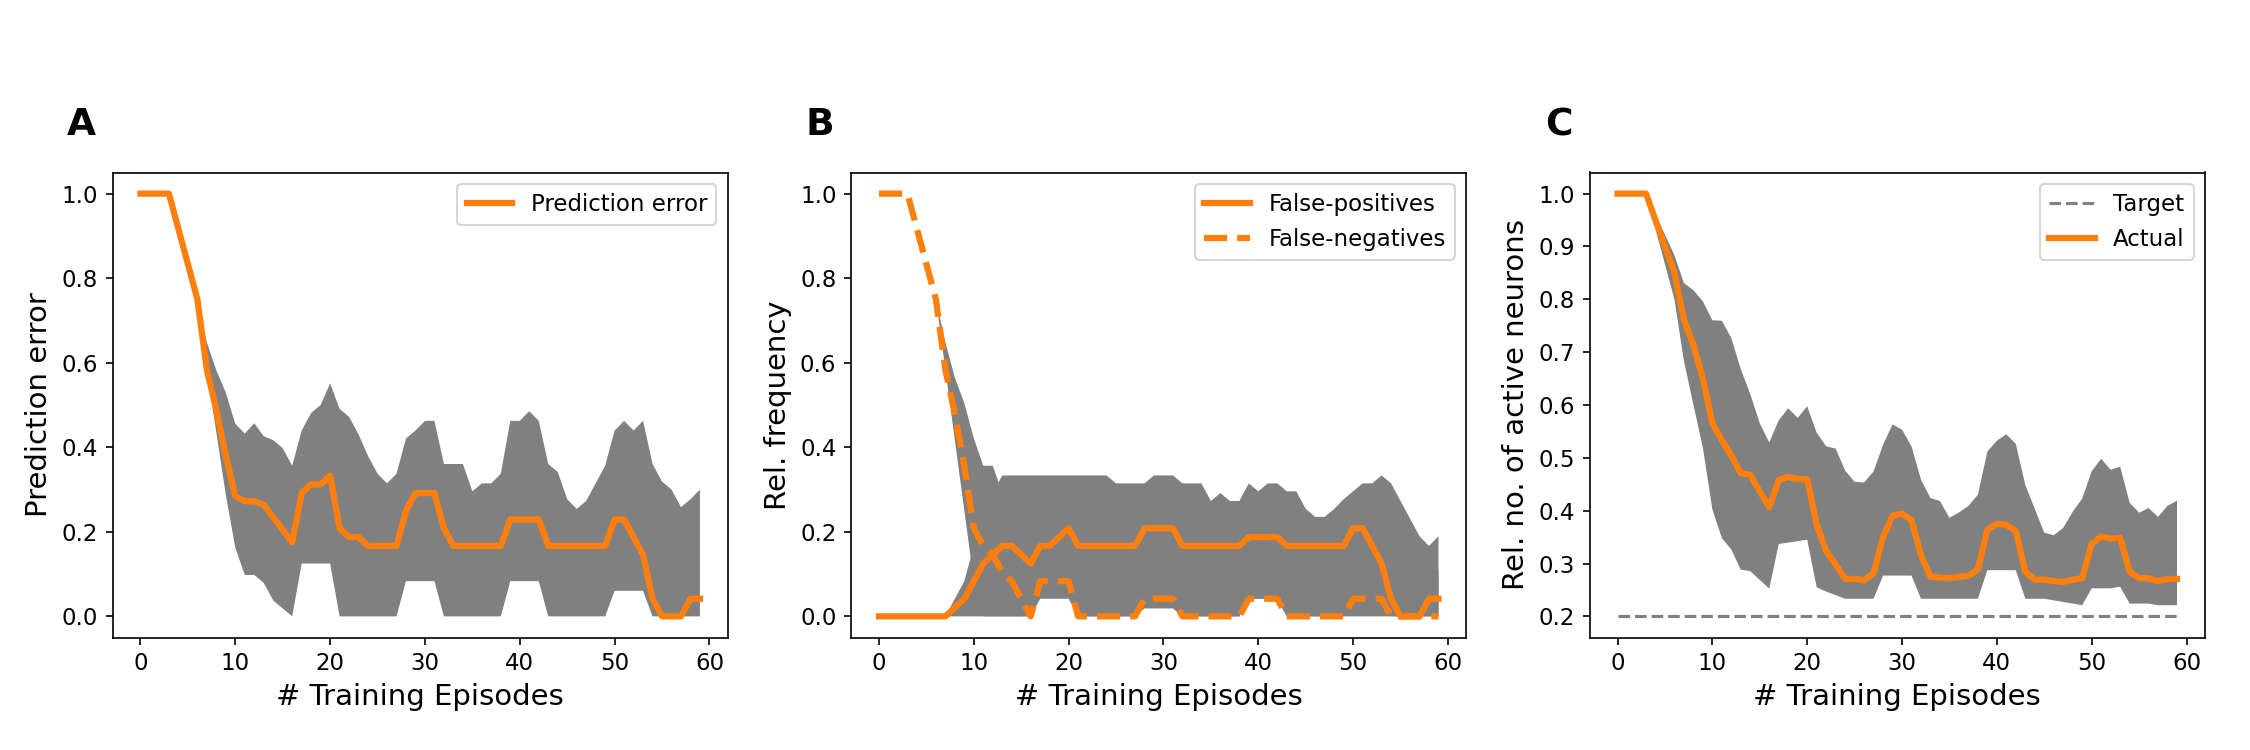 A
Prediction error
1.0
0.8
0.6
0.4
0.2
0.0
Prediction error
0 10 20 30 40 50 60
# Training Episodes
B
Rel. frequency
1.0
0.8
0.6
0.4
0.2
0.0
False-positives
False-negatives
0 10 20 30 40 50 60
# Training Episodes
C
Rel. no. of active neurons
1.0
0.9
0.8
0.7
0.6
0.5
0.4
0.3
0.2
Target
Actual
0 10 20 30 40 50 60
# Training Episodes